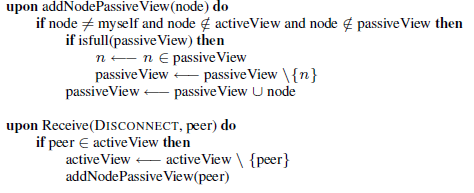 upon addNodePassiveView(node) do
if node ≠ myself and node ∉ activeView and node ∉ passiveView then
if isfull(passiveView) then
n ⟵ n ∈ passiveView
passiveView ⟵ passiveView \{n}
passiveView ⟵ passiveView ∪ node
upon Receive(DISCONNECT, peer) do
if peer ∈ activeView then
activeView ⟵ activeView \ {peer}
addNodePassiveView(peer)